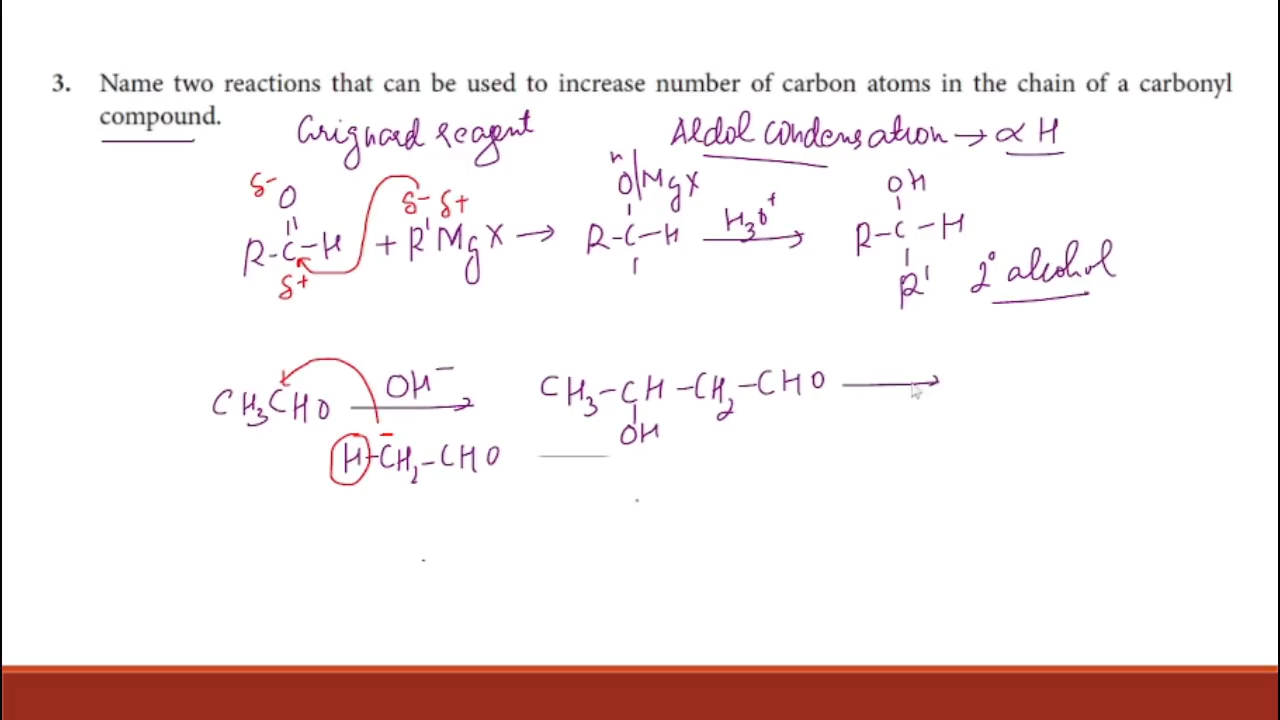 3. Name two reactions that can be used to increase number of carbon atoms in the chain of a carbonyl
compound.
Grignard reagent
Aldol condensation → α H
δ- O
R-C-H + R'MgX → R-C-H H3O+ → R-C-H
δ+
δ- δ+
H O MgX
OH
R'
2° alcohol
CH3CHO OH- → CH3-CH-CH2-CHO →
OH
H-CH2-CHO